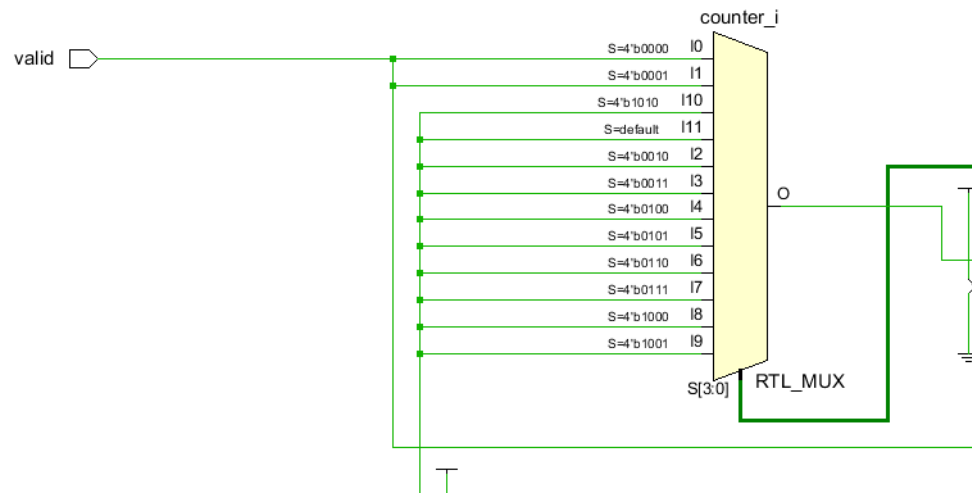 counter_i
valid
S=4'b0000 I0
S=4'b0001 I1
S=4'b1010 I10
S=default I11
S=4'b0010 I2
S=4'b0011 I3
S=4'b0100 I4
O
S=4'b0101 I5
S=4'b0110 I6
S=4'b0111 I7
S=4'b1000 I8
S=4'b1001 I9
S[3:0] RTL_MUX